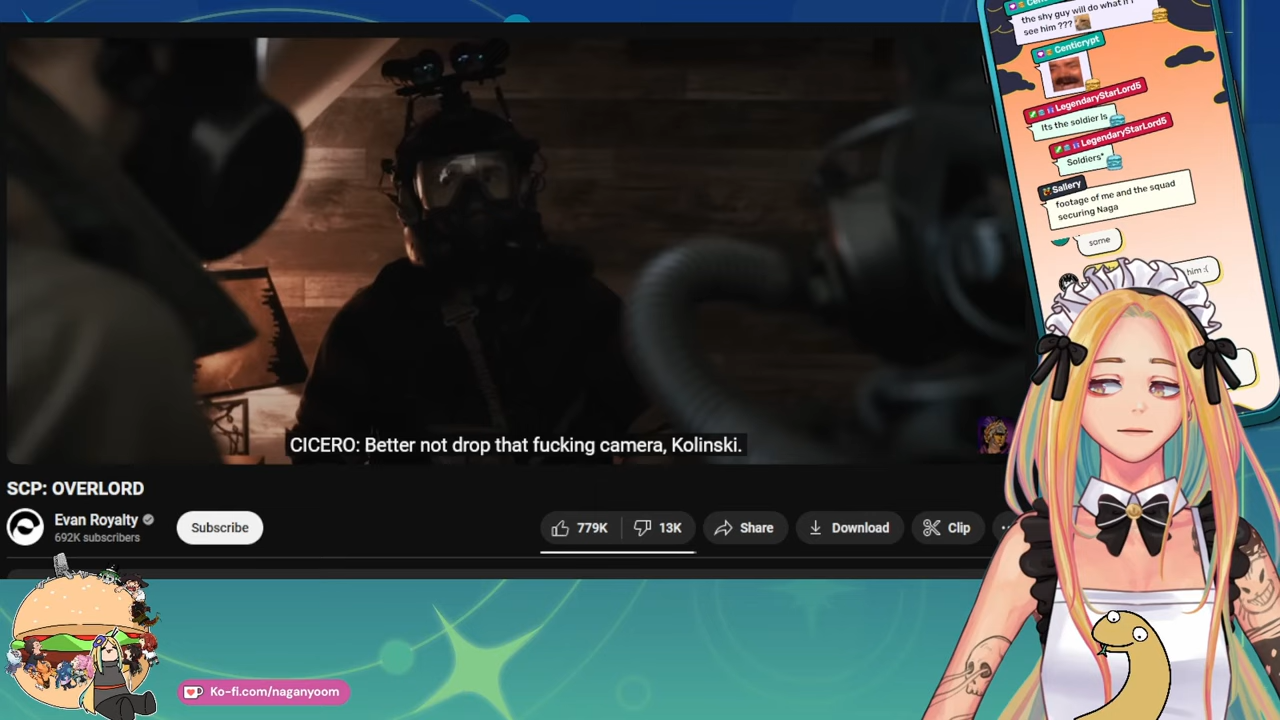 the shy guy will do what if i
see him ???
Centicrypt
LegendaryStarLord5
Its the soldier ls
LegendaryStarLord5
Soldiers*
Sallery
footage of me and the squad
securing Naga
some
him :(
CICERO: Better not drop that fucking camera, Kolinski.
SCP: OVERLORD
Evan Royalty
692K subscribers
Subscribe
779K
13K
Share
Download
Clip
Ko-fi.com/naganyoom